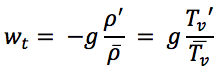 w_t = -g ρ′/ρ̄ = g T_v′/T̄_v